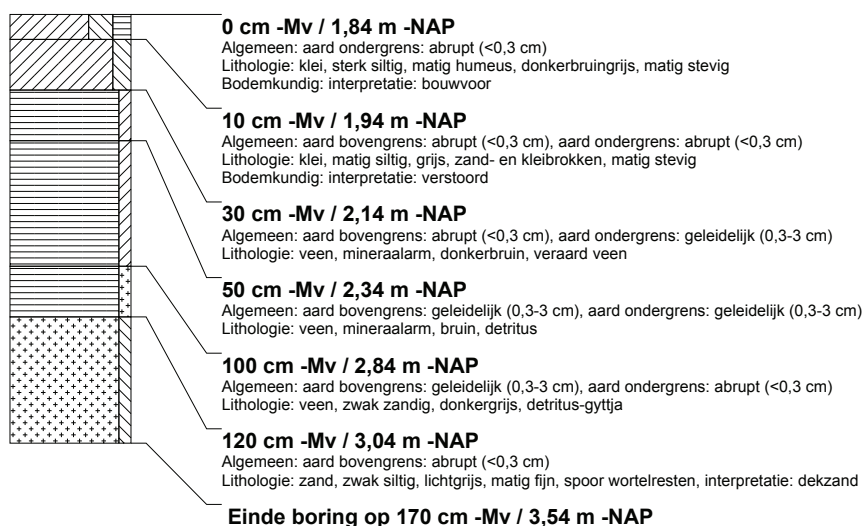 0 cm -Mv / 1,84 m -NAP
Algemeen: aard ondergrens: abrupt (<0,3 cm)
Lithologie: klei, sterk siltig, matig humeus, donkerbruingrijs, matig stevig
Bodemkundig: interpretatie: bouwvoor
10 cm -Mv / 1,94 m -NAP
Algemeen: aard bovengrens: abrupt (<0,3 cm), aard ondergrens: abrupt (<0,3 cm)
Lithologie: klei, matig siltig, grijs, zand- en kleibrokken, matig stevig
Bodemkundig: interpretatie: verstoord
30 cm -Mv / 2,14 m -NAP
Algemeen: aard bovengrens: abrupt (<0,3 cm), aard ondergrens: geleidelijk (0,3-3 cm)
Lithologie: veen, mineraalarm, donkerbruin, veraard veen
50 cm -Mv / 2,34 m -NAP
Algemeen: aard bovengrens: geleidelijk (0,3-3 cm), aard ondergrens: geleidelijk (0,3-3 cm)
Lithologie: veen, mineraalarm, bruin, detritus
100 cm -Mv / 2,84 m -NAP
Algemeen: aard bovengrens: geleidelijk (0,3-3 cm), aard ondergrens: abrupt (<0,3 cm)
Lithologie: veen, zwak zandig, donkergrijs, detritus-gyttja
120 cm -Mv / 3,04 m -NAP
Algemeen: aard bovengrens: abrupt (<0,3 cm)
Lithologie: zand, zwak siltig, lichtgrijs, matig fijn, spoor wortelresten, interpretatie: dekzand
Einde boring op 170 cm -Mv / 3,54 m -NAP